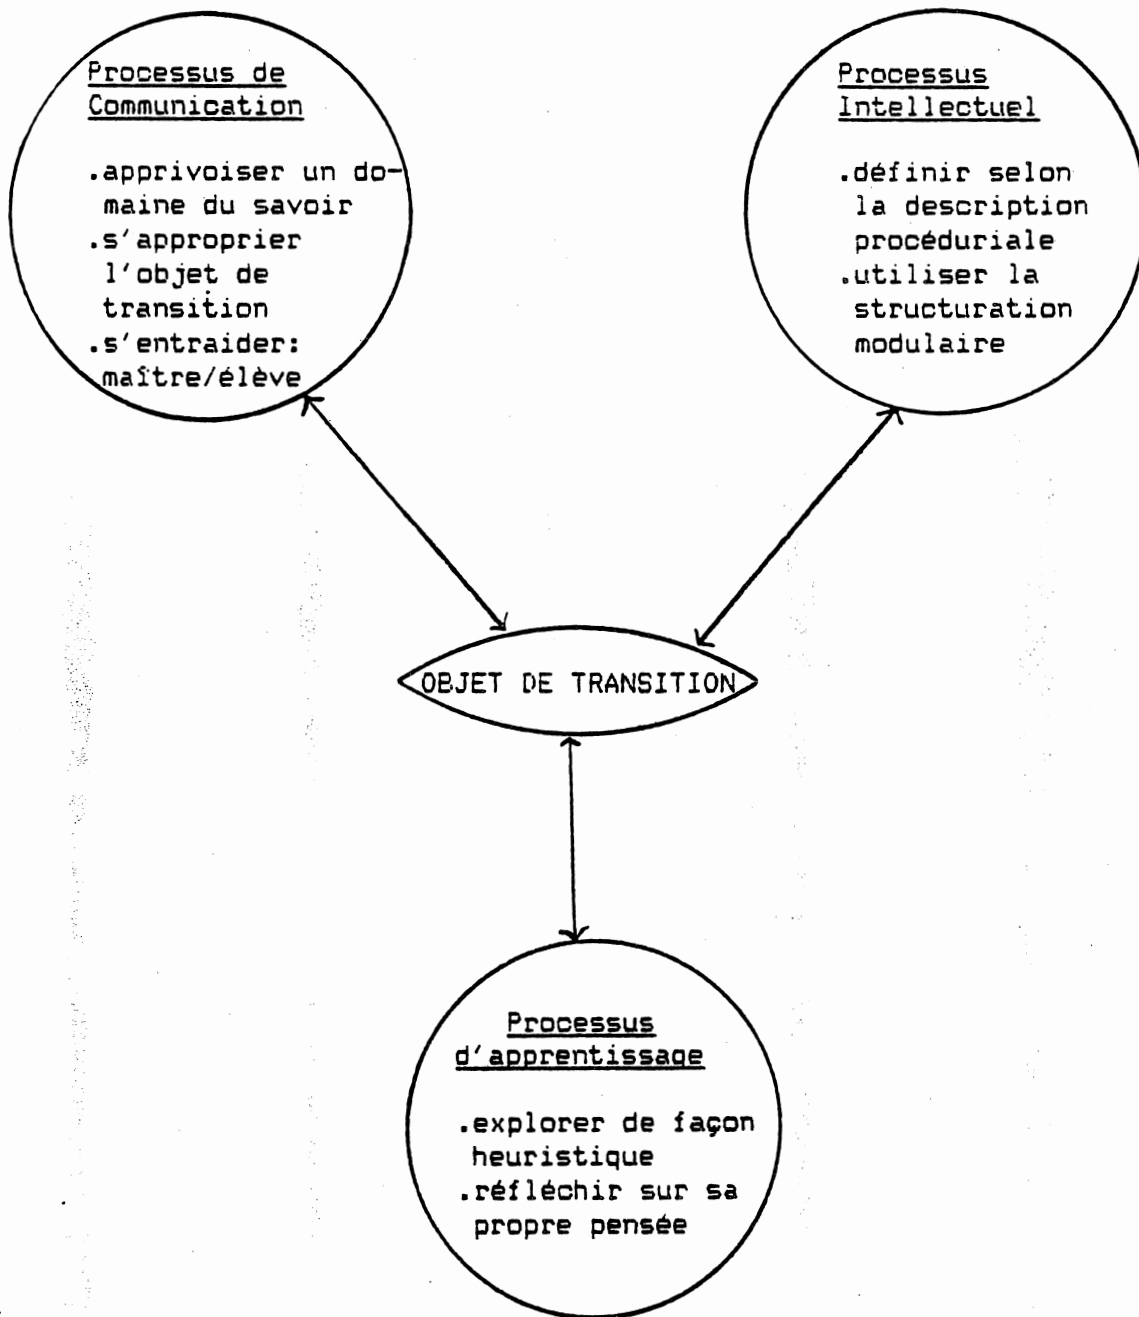 Processus de
Communication
.apprivoiser un do-
maine du savoir
.s'approprier
l'objet de
transition
.s'entraider:
maître/élève
Processus
Intellectuel
.définir selon
la description
procéduriale
.utiliser la
structuration
modulaire
OBJET DE TRANSITION
Processus
d'apprentissage
.explorer de façon
heuristique
.réfléchir sur sa
propre pensée